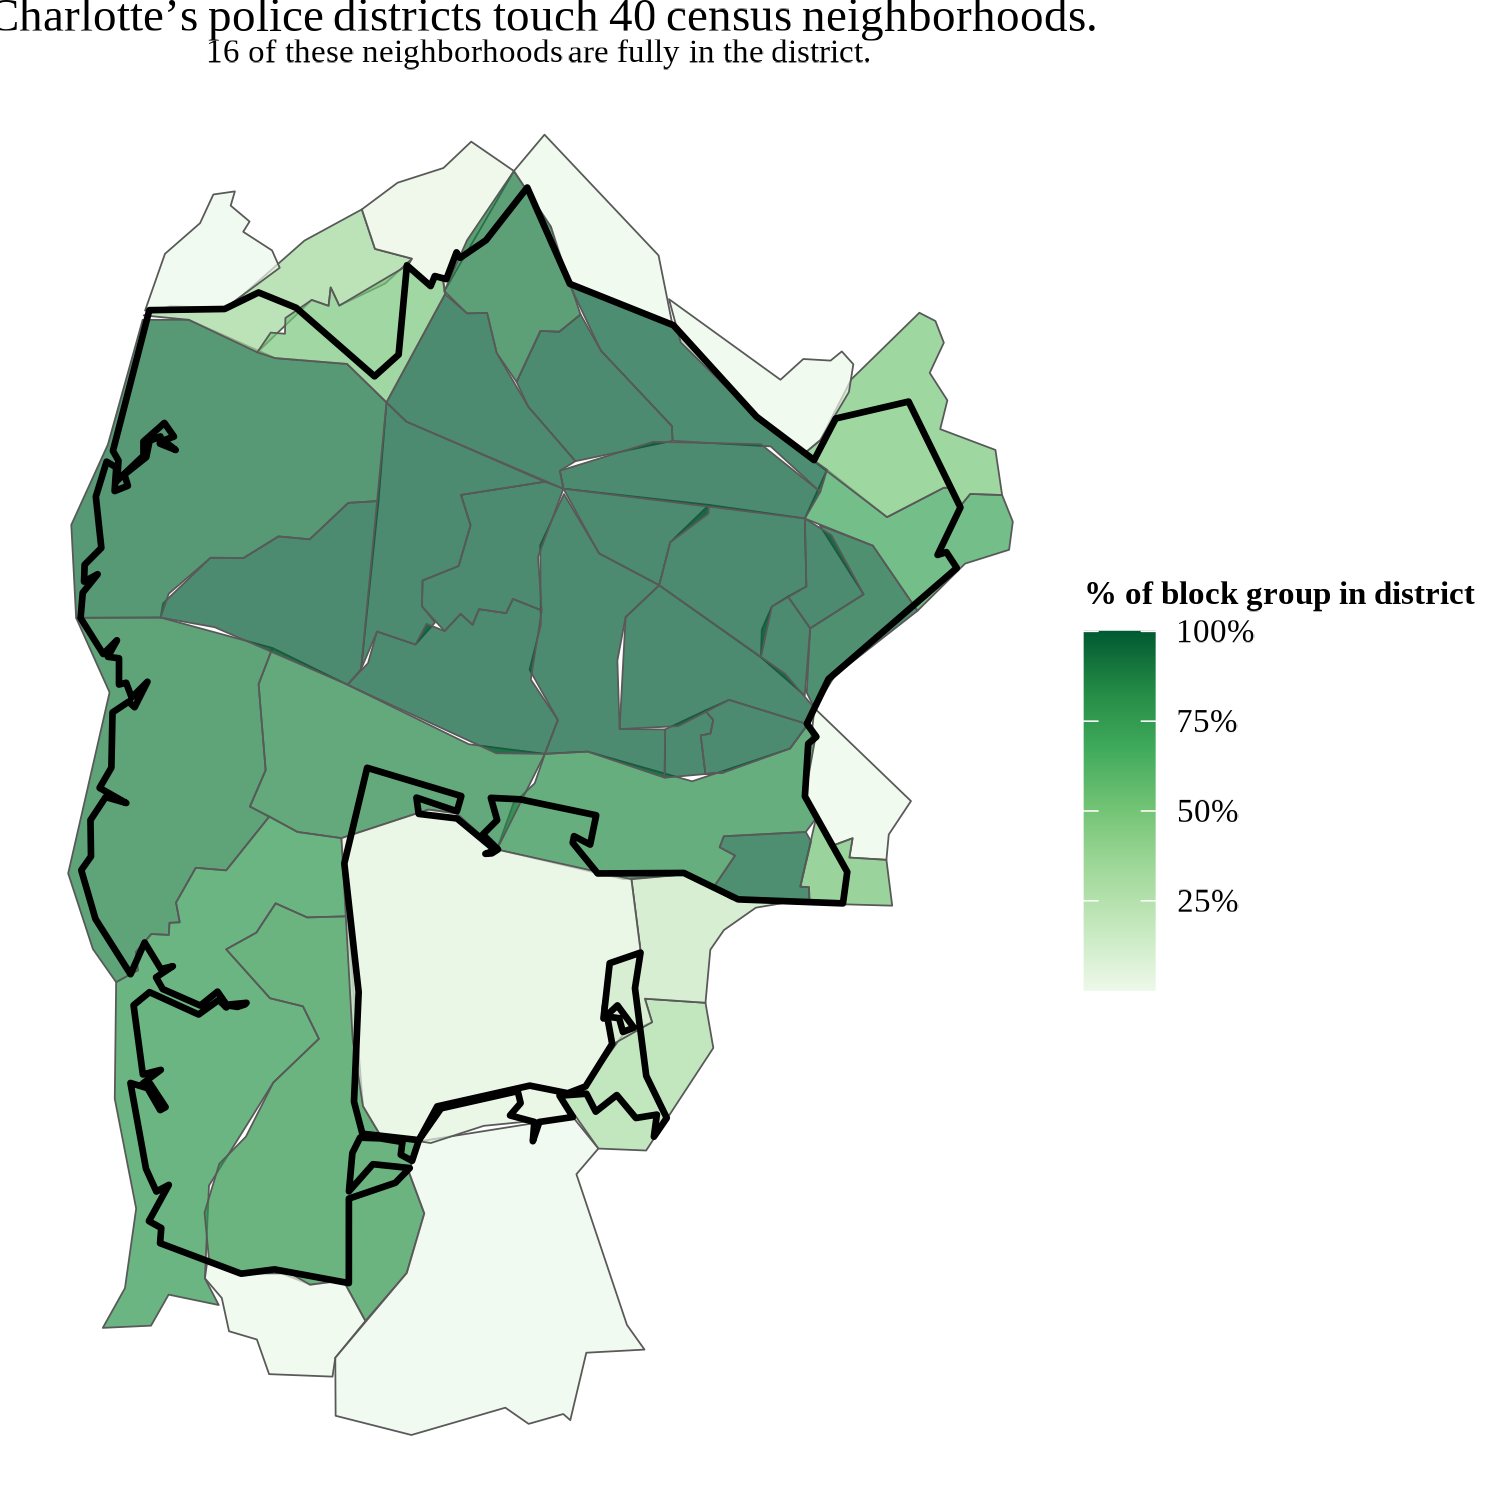 Charlotte’s police districts touch 40 census neighborhoods.
16 of these neighborhoods are fully in the district.
% of block group in district
100%
75%
50%
25%